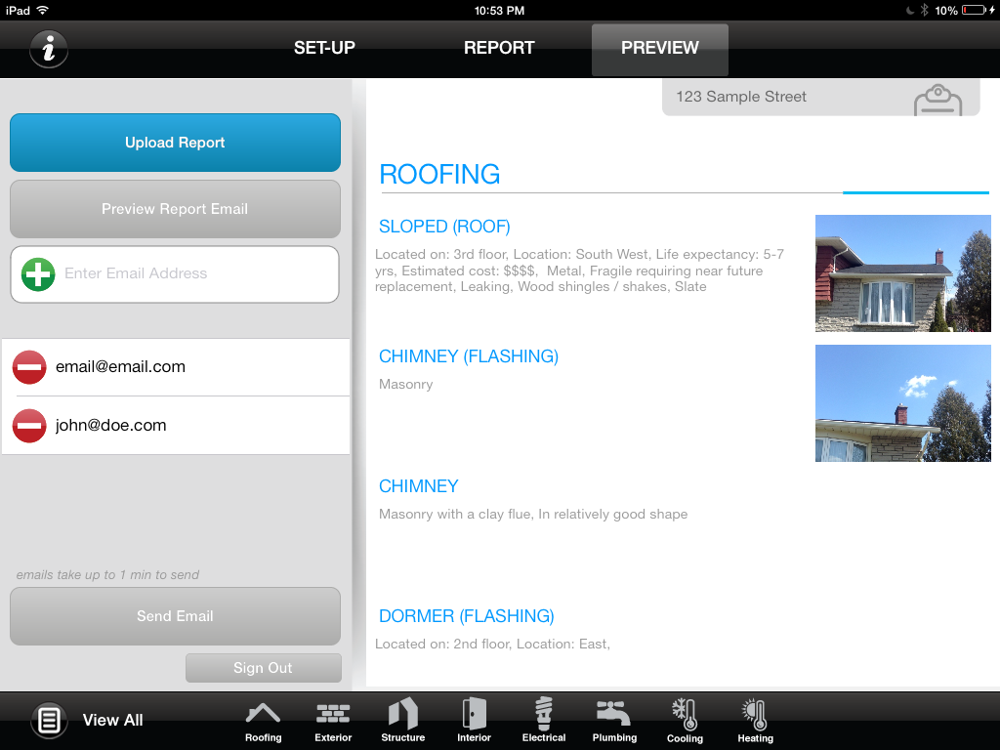 iPad 10:53 PM 10%
SET-UP REPORT PREVIEW
123 Sample Street
Upload Report
Preview Report Email
Enter Email Address
email@email.com
john@doe.com
emails take up to 1 min to send
Send Email
Sign Out
ROOFING
SLOPED (ROOF)
Located on: 3rd floor, Location: South West, Life expectancy: 5-7
yrs, Estimated cost: $$$$,  Metal, Fragile requiring near future
replacement, Leaking, Wood shingles / shakes, Slate
CHIMNEY (FLASHING)
Masonry
CHIMNEY
Masonry with a clay flue, In relatively good shape
DORMER (FLASHING)
Located on: 2nd floor, Location: East,
View All Roofing Exterior Structure Interior Electrical Plumbing Cooling Heating